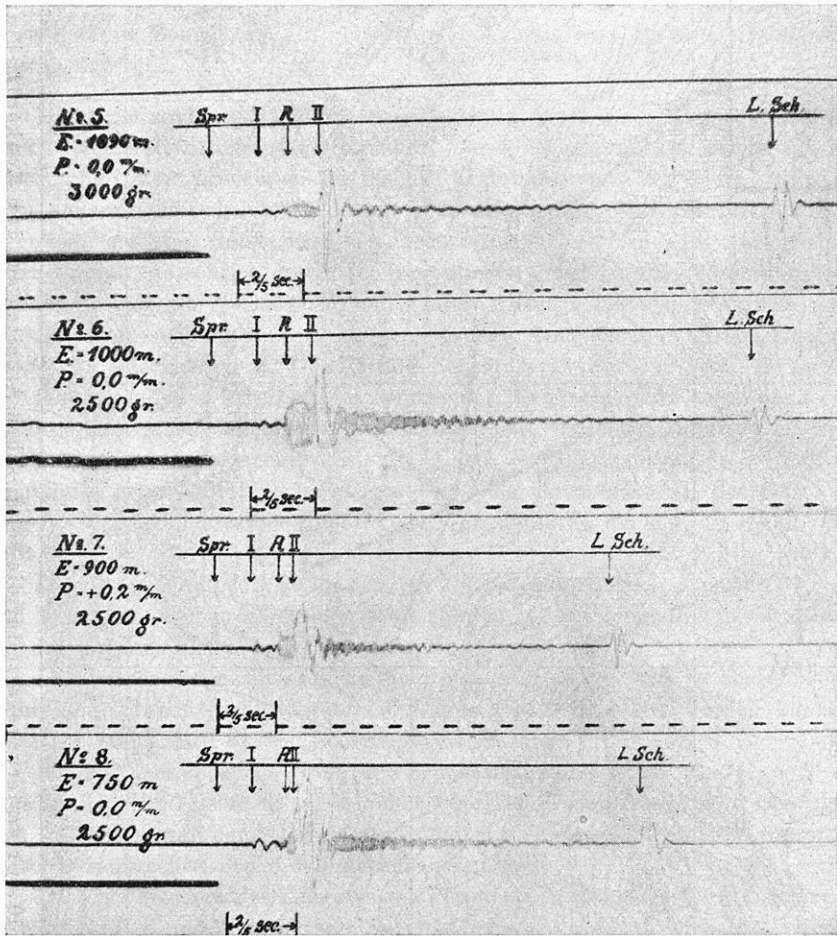 № 5. Spr. I R II L. Sch.
E = 1090 m.
P = 0,0 m/m
3000 gr.
2/5 sec.
№ 6. Spr. I R II L. Sch
E = 1000 m.
P = 0,0 m/m.
2500 gr.
2/5 sec.
№ 7. Spr. I R II L Sch.
E = 900 m.
P = +0,2 m/m
2500 gr.
2/5 sec.
№ 8. Spr. I R II L Sch
E = 750 m
P = 0,0 m/m
2500 gr
2/5 sec.